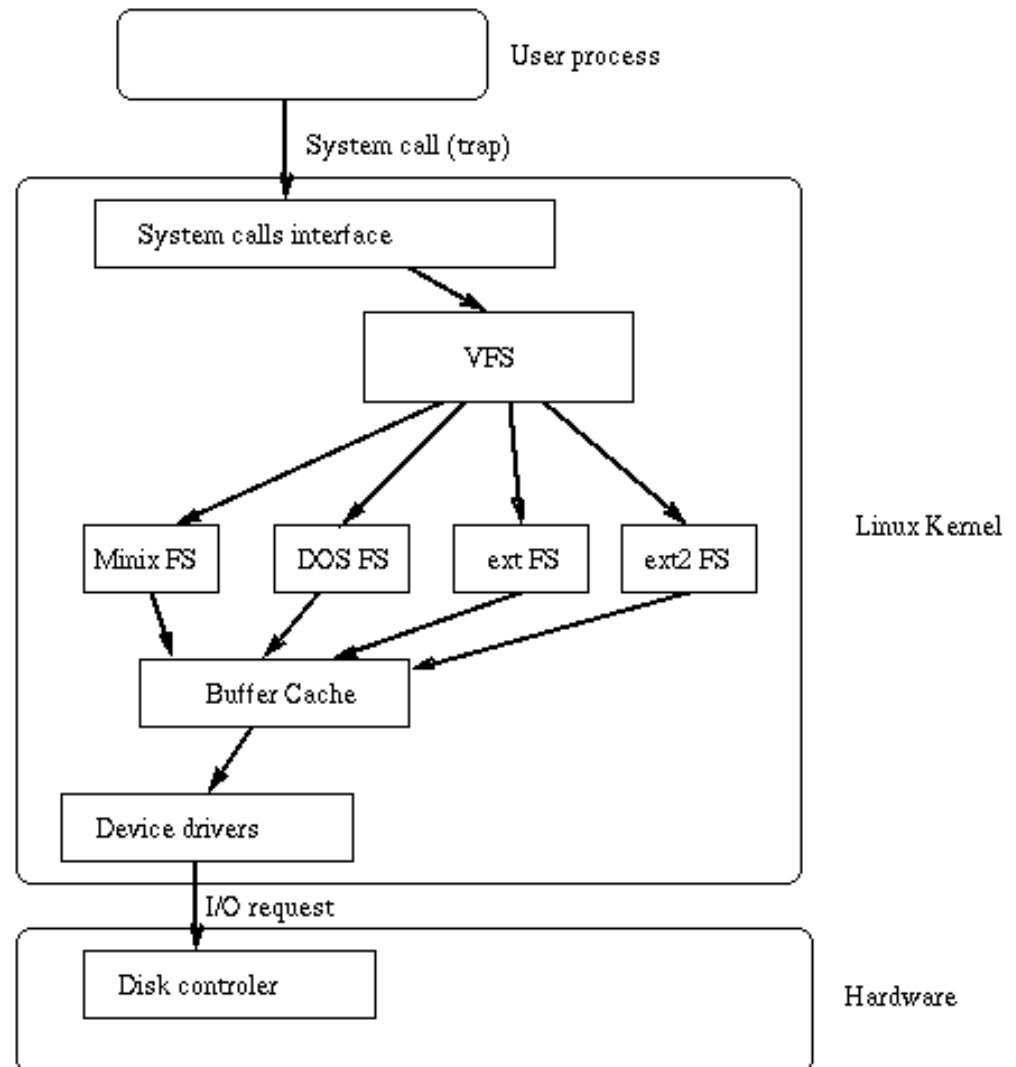 User process
System call (trap)
System calls interface
VFS
Minix FS
DOS FS
ext FS
ext2 FS
Linux Kernel
Buffer Cache
Device drivers
I/O request
Disk controler
Hardware